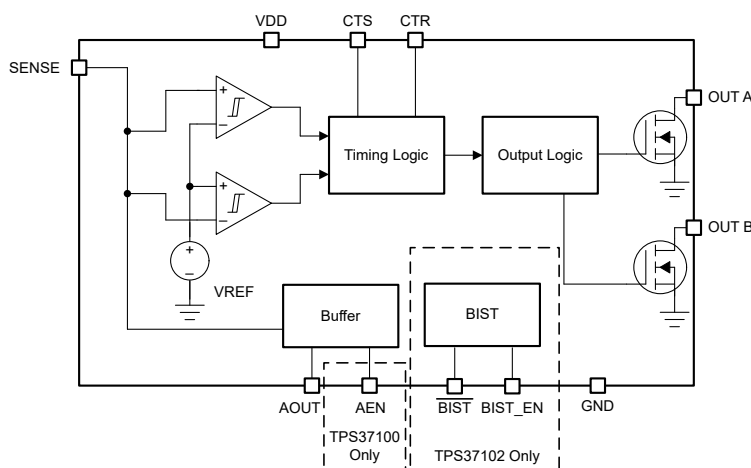 VDD
CTS
CTR
SENSE
OUT A
+
−
Timing Logic
Output Logic
+
−
OUT B
+
−
VREF
Buffer
BIST
AOUT
AEN
BIST
BIST_EN
GND
TPS37100
Only
TPS37102 Only